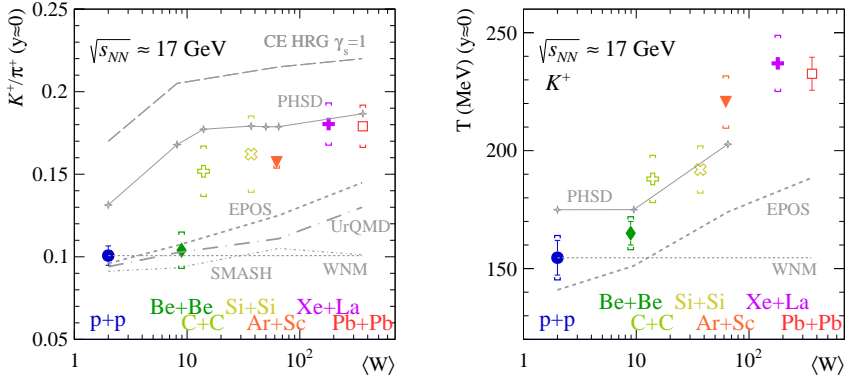 K⁺/π⁺ (y≈0)
0.25
0.2
0.15
0.1
0.05
√s_NN ≈ 17 GeV
CE HRG γ_s=1
PHSD
EPOS
UrQMD
SMASH
WNM
Be+Be Si+Si Xe+La
p+p C+C Ar+Sc Pb+Pb
1 10 10² ⟨W⟩
T (MeV) (y≈0)
250
200
150
100
√s_NN ≈ 17 GeV
K⁺
PHSD
EPOS
WNM
Be+Be Si+Si Xe+La
p+p C+C Ar+Sc Pb+Pb
1 10 10² ⟨W⟩